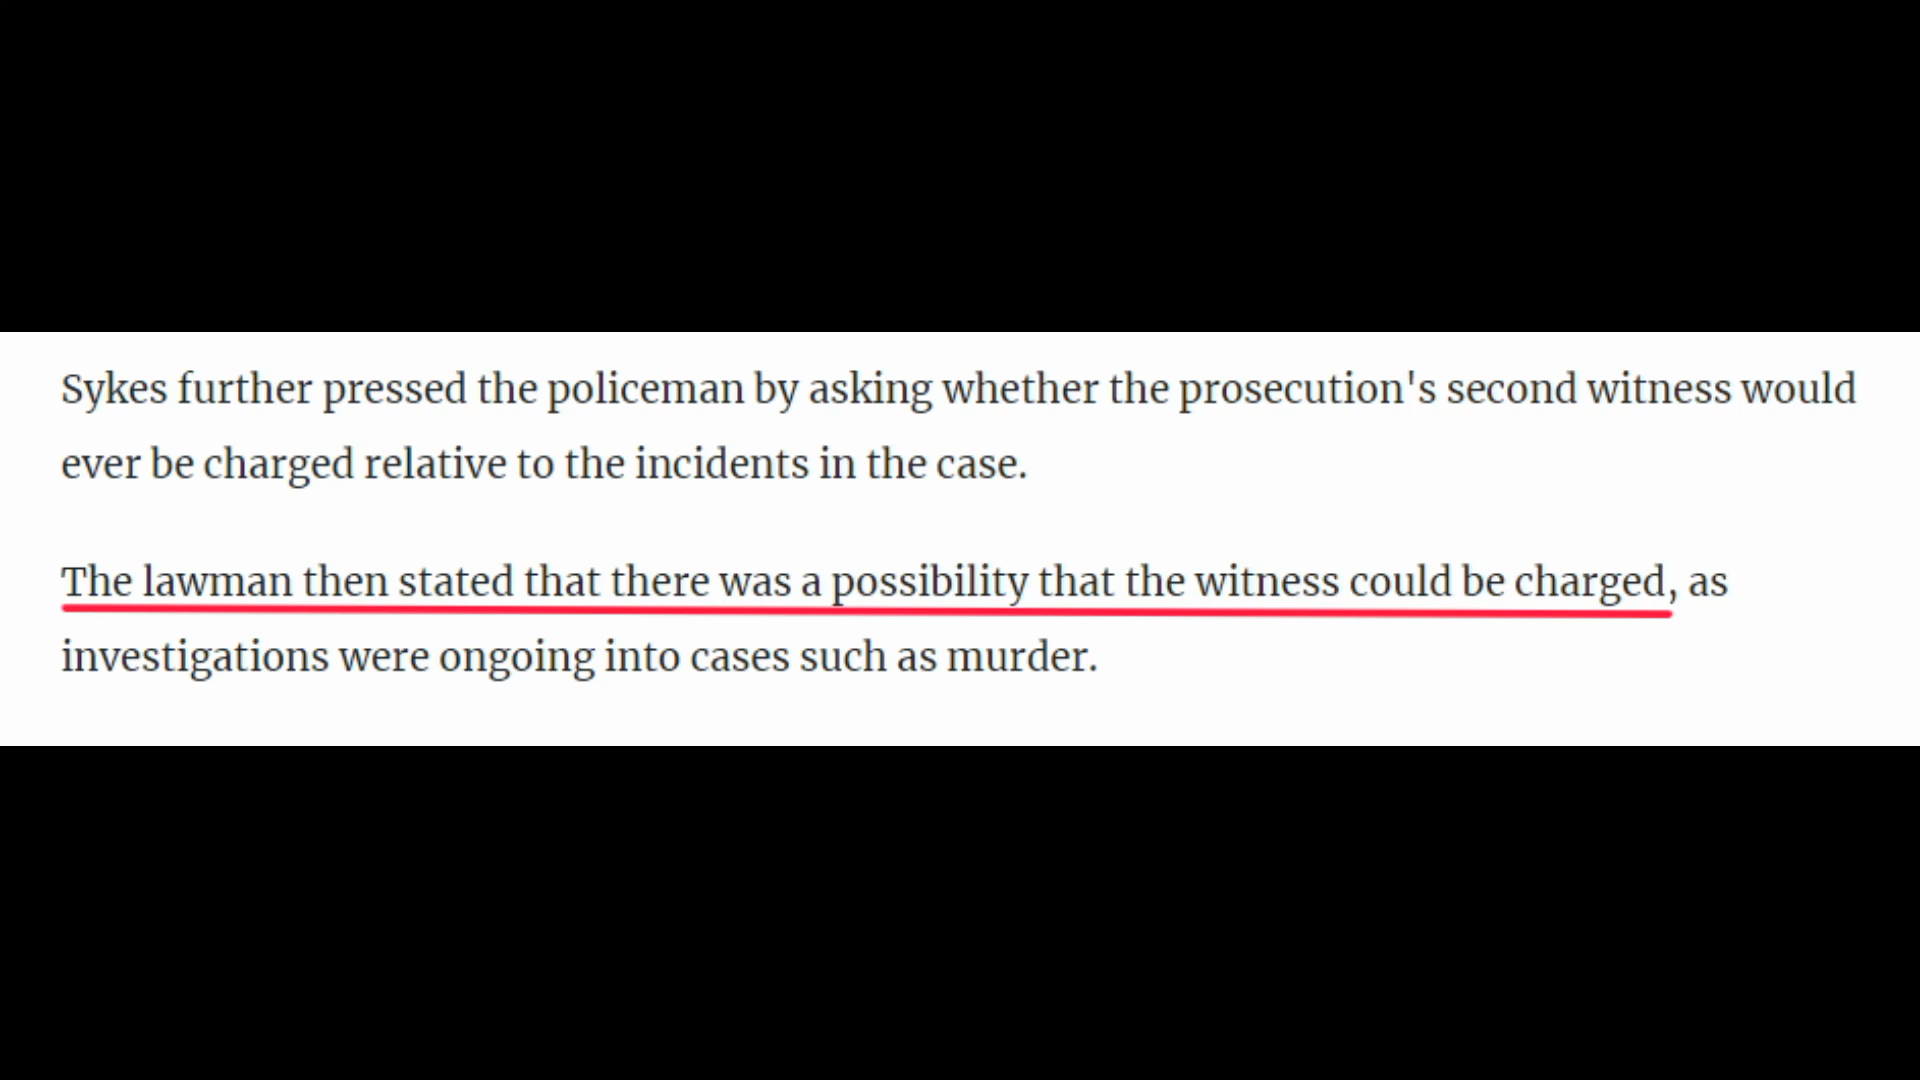 Sykes further pressed the policeman by asking whether the prosecution's second witness would
ever be charged relative to the incidents in the case.
The lawman then stated that there was a possibility that the witness could be charged, as
investigations were ongoing into cases such as murder.